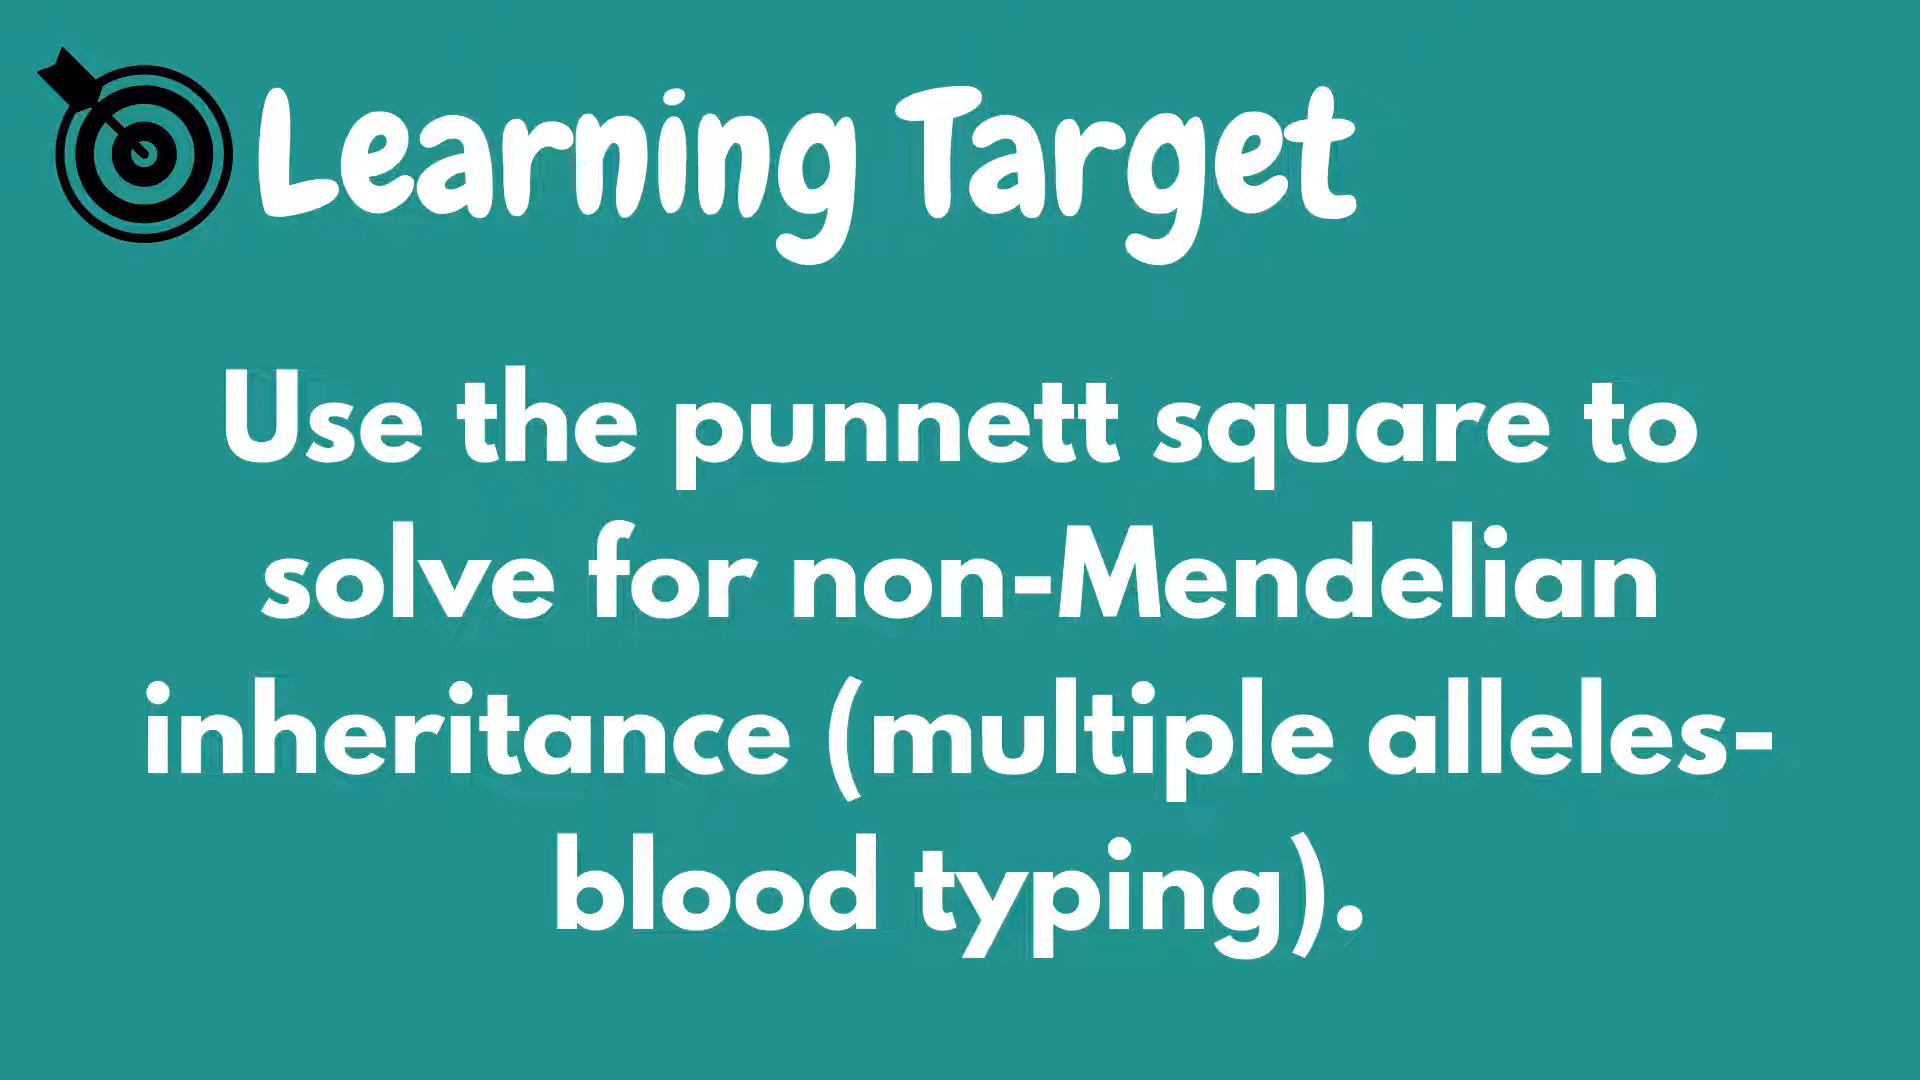 Learning Target
Use the punnett square to
solve for non-Mendelian
inheritance (multiple alleles-
blood typing).